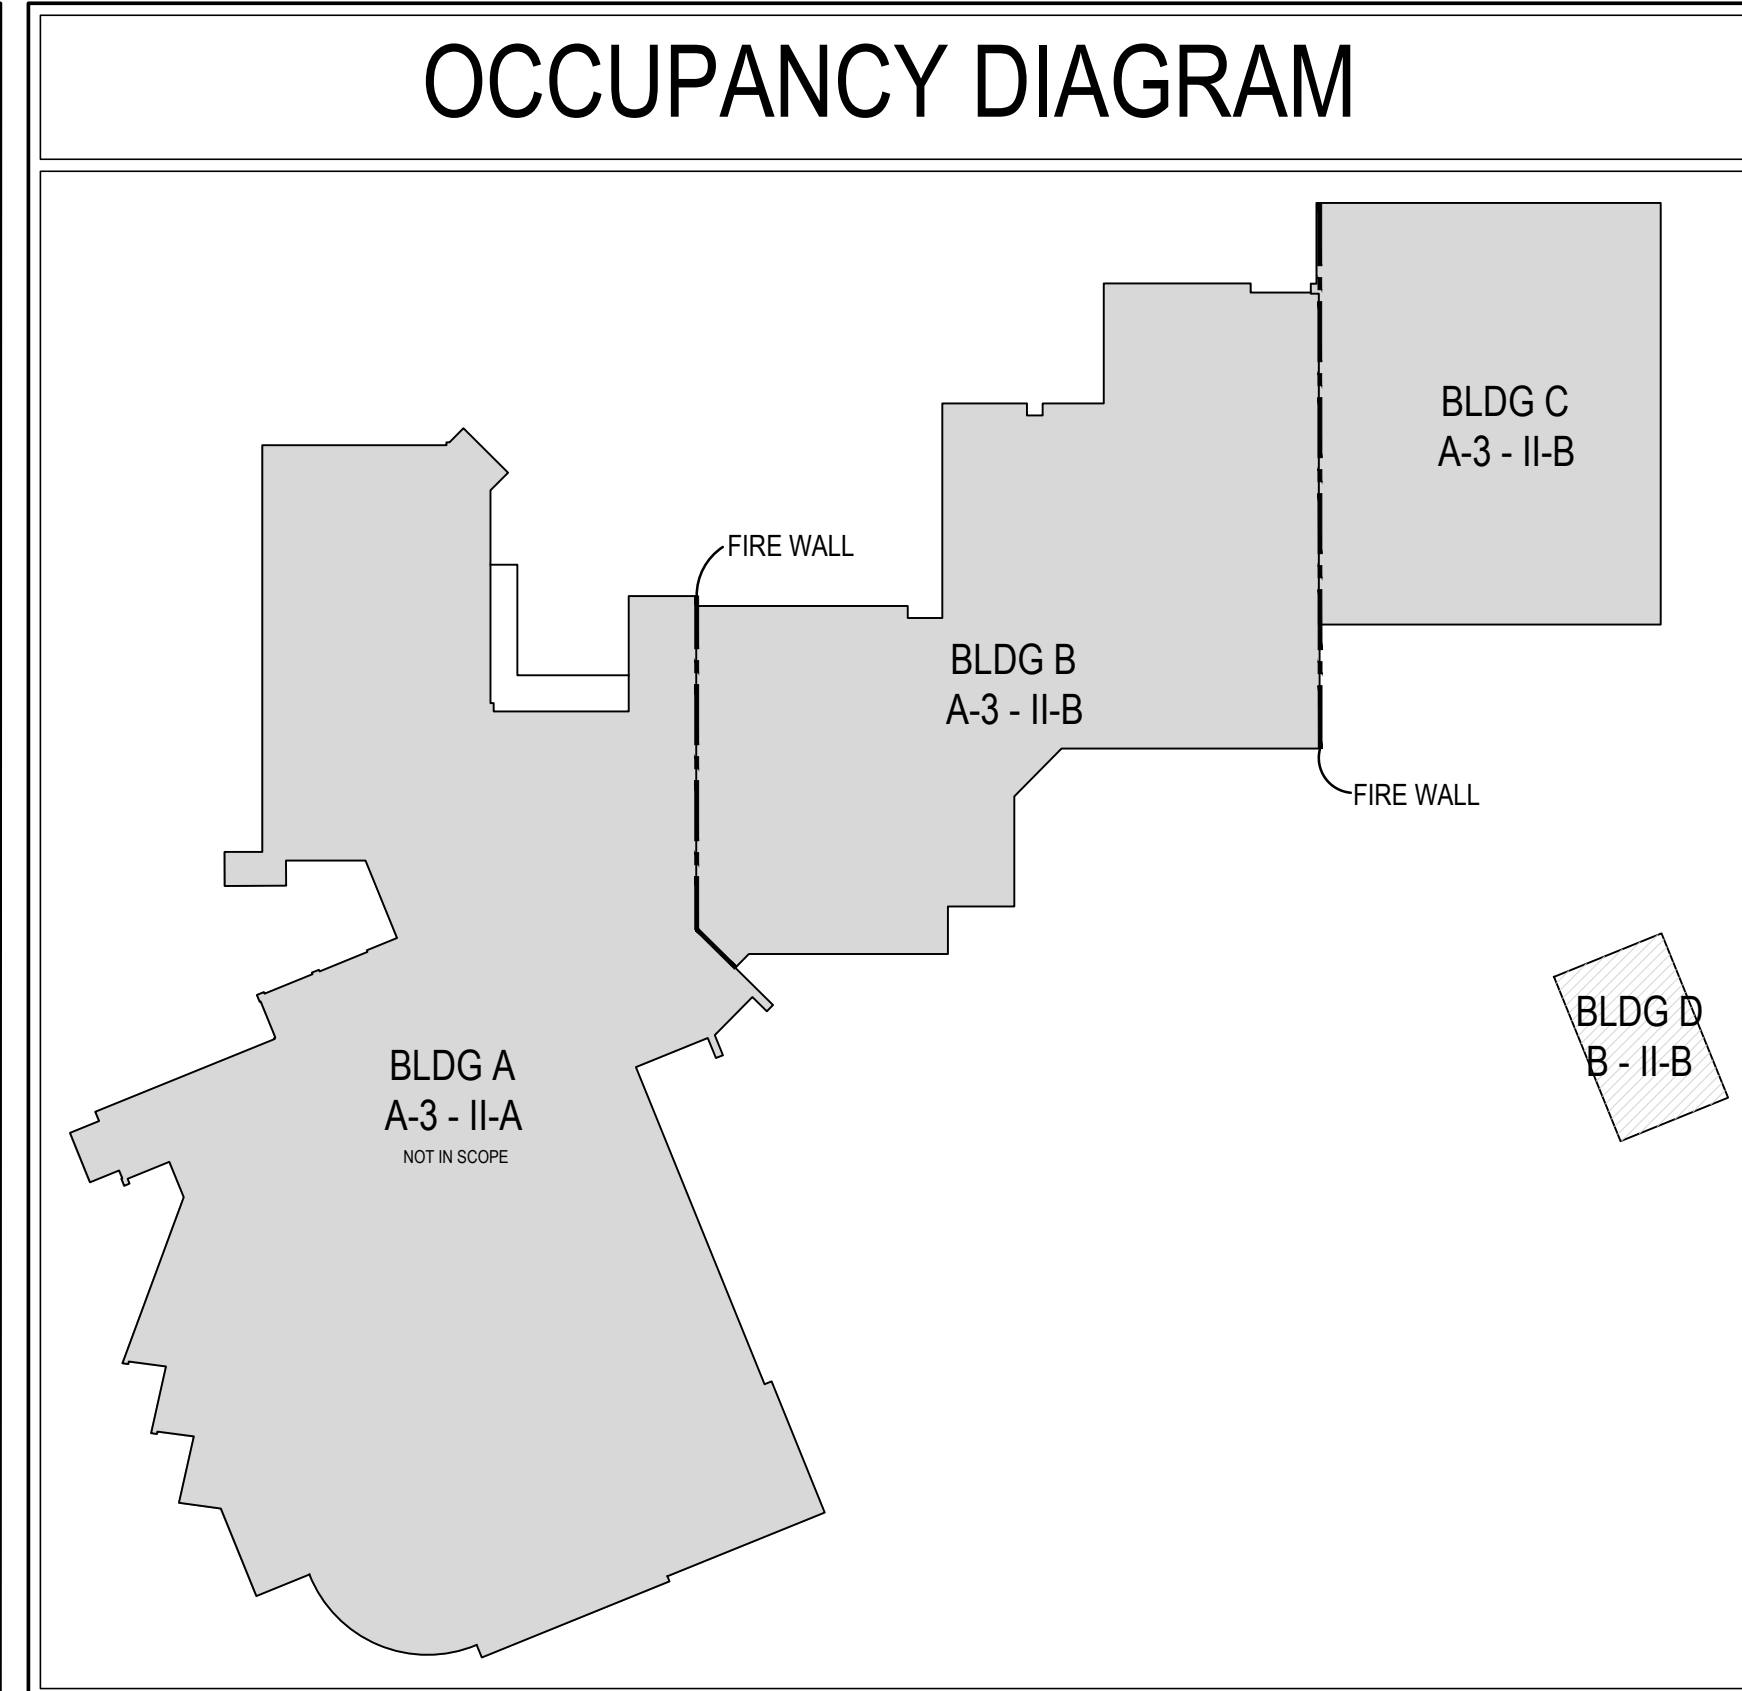 OCCUPANCY DIAGRAM
BLDG C
A-3 - II-B
FIRE WALL
BLDG B
A-3 - II-B
FIRE WALL
BLDG D
B - II-B
BLDG A
A-3 - II-A
NOT IN SCOPE